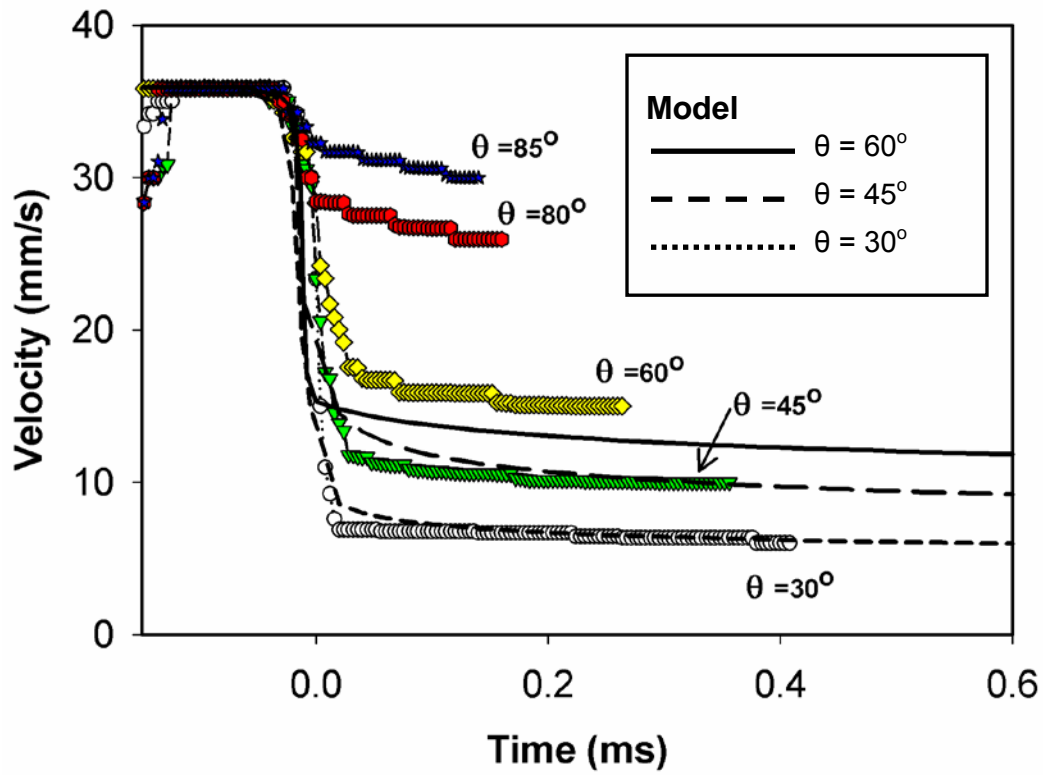 40
30
20
10
0
Velocity (mm/s)
0.0
0.2
0.4
0.6
Time (ms)
θ =85°
θ =80°
θ =60°
θ =45°
θ =30°
Model
θ = 60°
θ = 45°
θ = 30°